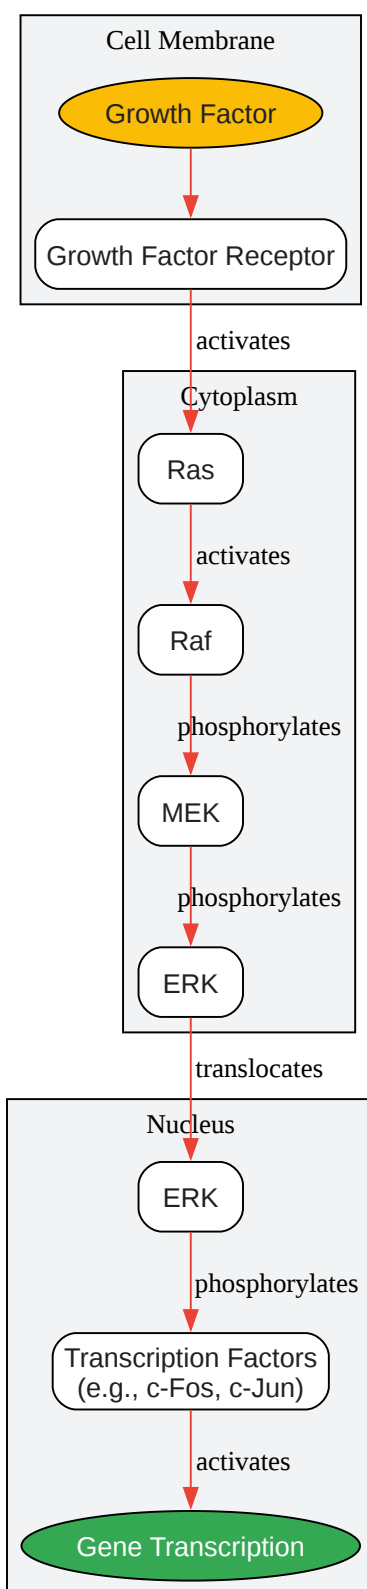 Cell Membrane
Growth Factor
Growth Factor Receptor
activates
Cytoplasm
Ras
activates
Raf
phosphorylates
MEK
phosphorylates
ERK
translocates
Nucleus
ERK
phosphorylates
Transcription Factors
(e.g., c-Fos, c-Jun)
activates
Gene Transcription